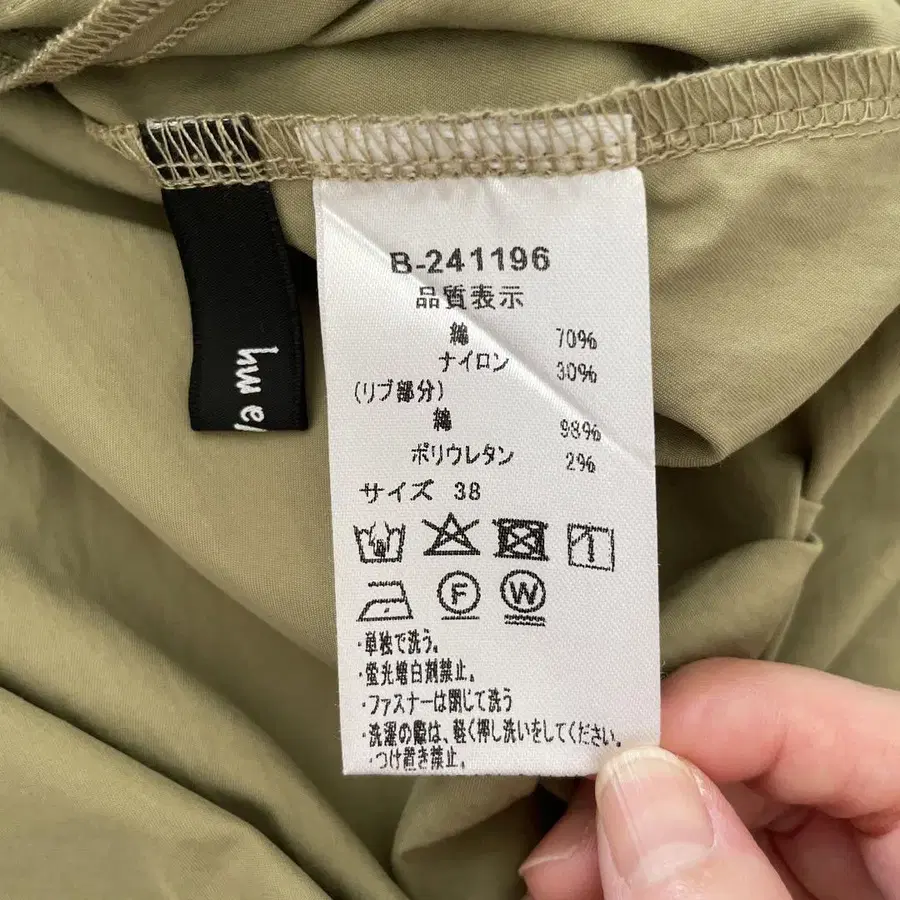 B-241196
品質表示
綿 70%
ナイロン 30%
(リブ部分)
綿 98%
ポリウレタン 2%
サイズ 38
F W
・単独で洗う。
・蛍光増白剤禁止。
・ファスナーは閉じて洗う
・洗濯の際は、軽く押し洗いをしてください。
・つけ置き禁止。